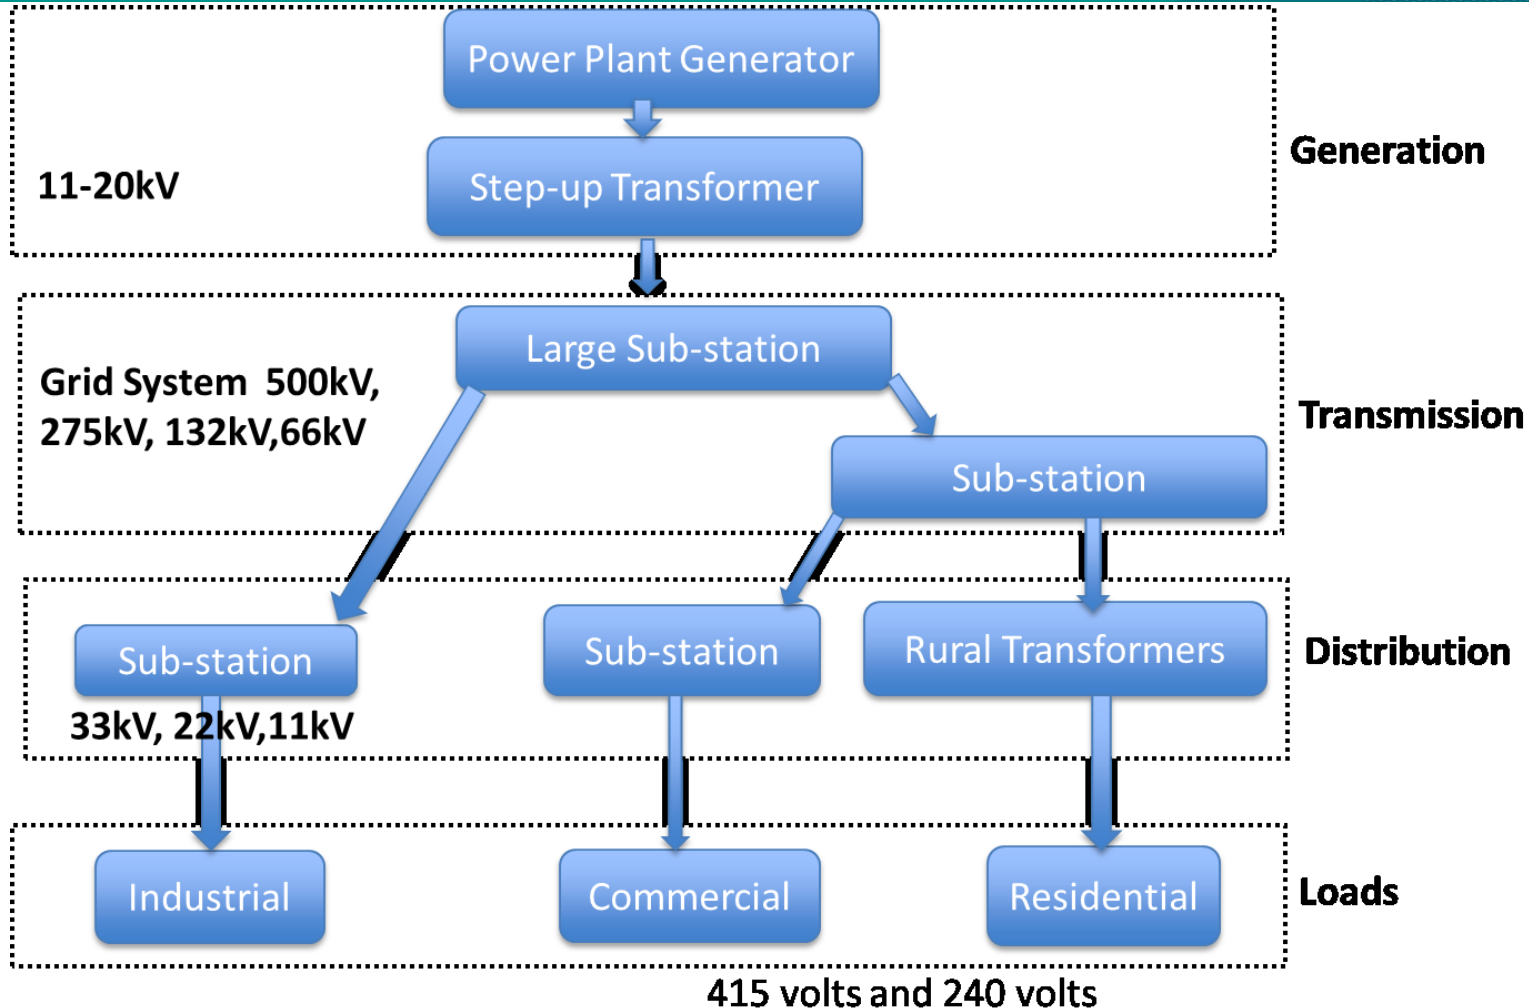 Power Plant Generator
Generation
11-20kV
Step-up Transformer
Large Sub-station
Grid System  500kV,
275kV, 132kV,66kV
Transmission
Sub-station
Sub-station
Sub-station
Rural Transformers
Distribution
33kV, 22kV,11kV
Industrial
Commercial
Residential
Loads
415 volts and 240 volts